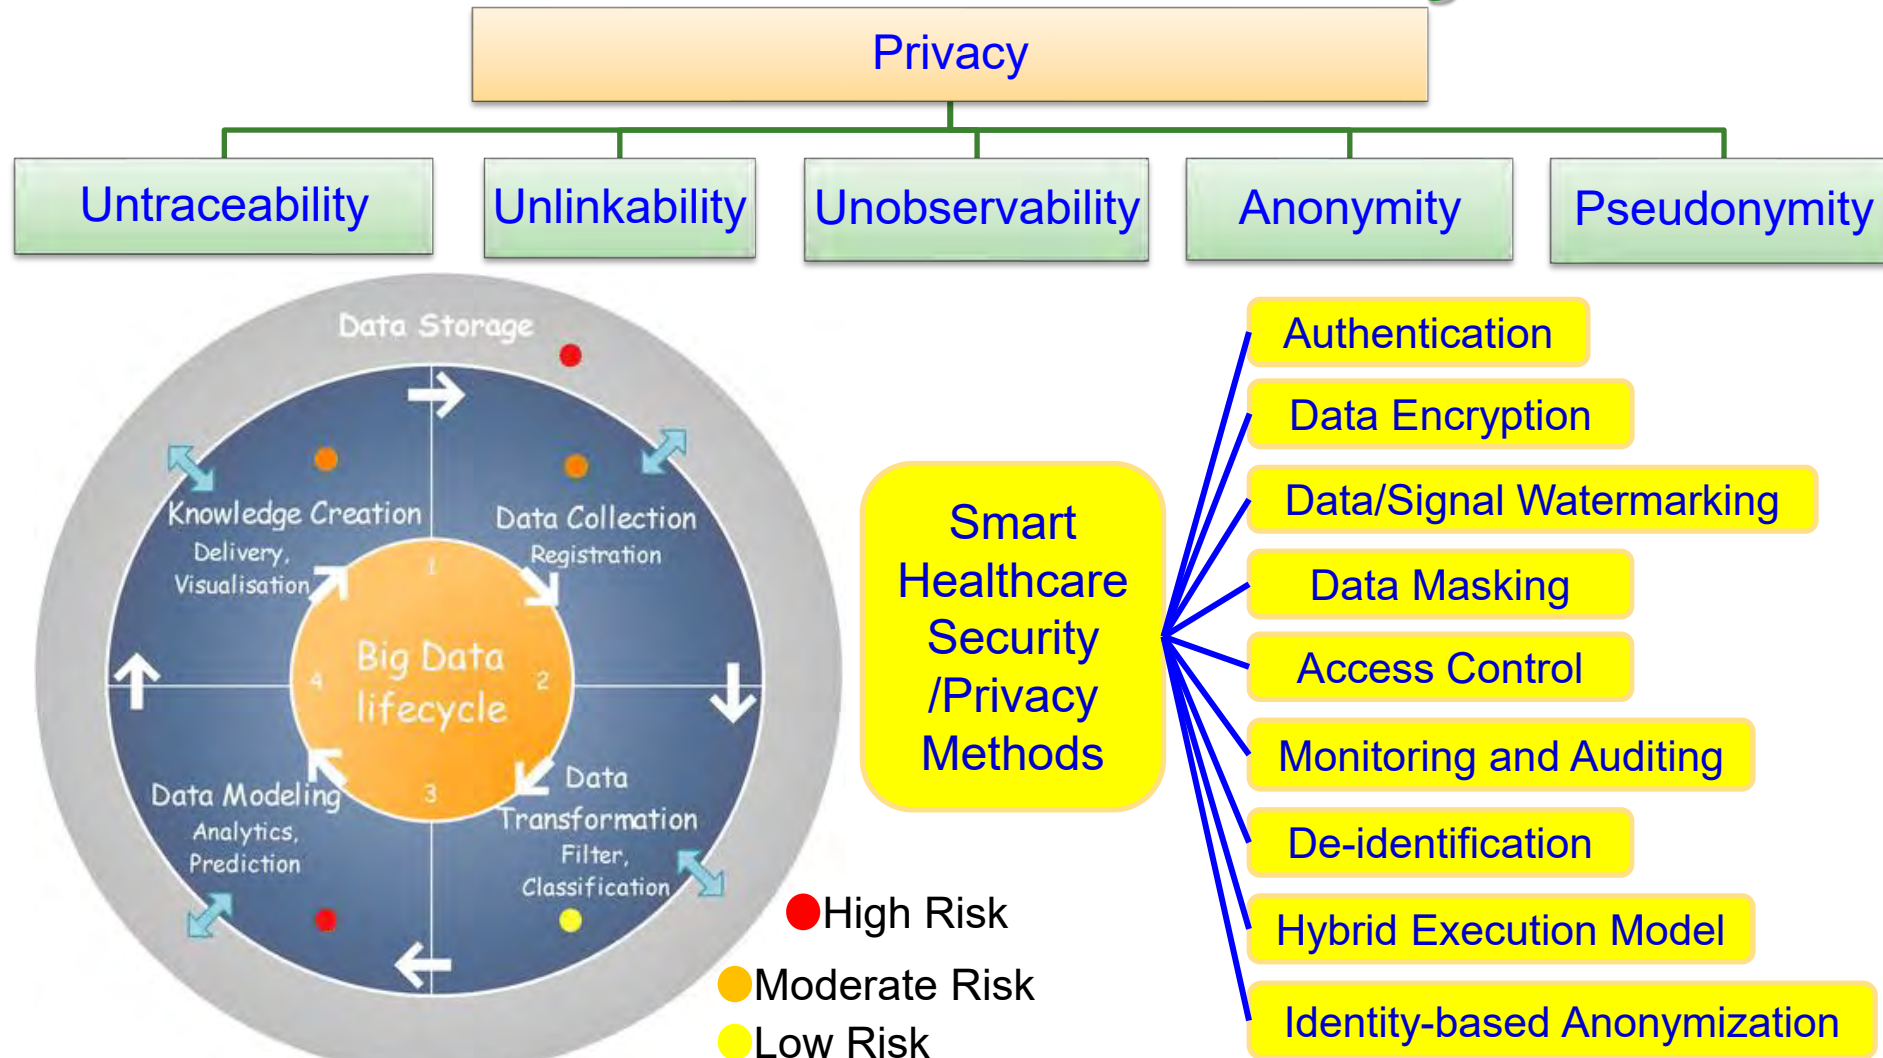 Privacy
Untraceability
Unlinkability
Unobservability
Anonymity
Pseudonymity
Data Storage
Knowledge Creation
Delivery,
Visualisation
Data Collection
Registration
1
Big Data
lifecycle
4
2
3
Data Modeling
Analytics,
Prediction
Data
Transformation
Filter,
Classification
High Risk
Moderate Risk
Low Risk
Smart
Healthcare
Security
/Privacy
Methods
Authentication
Data Encryption
Data/Signal Watermarking
Data Masking
Access Control
Monitoring and Auditing
De-identification
Hybrid Execution Model
Identity-based Anonymization